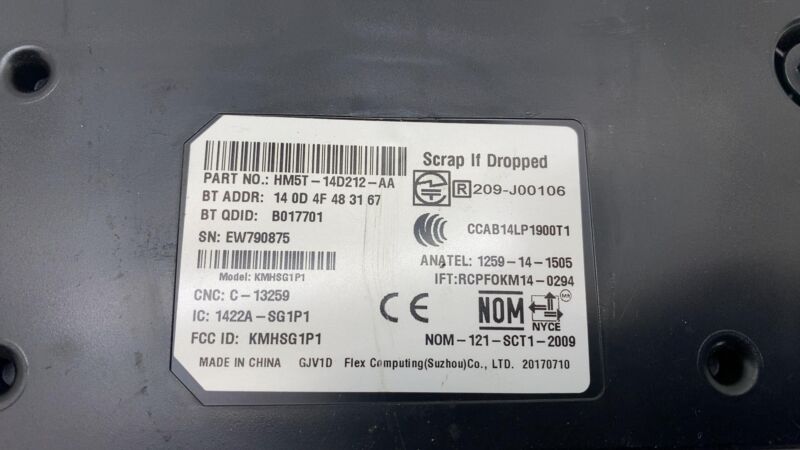 Scrap If Dropped
PART NO.: HM5T-14D212-AA
R 209-J00106
BT ADDR: 14 0D 4F 48 31 67
BT QDID: B017701
CCAB14LP1900T1
SN: EW790875
ANATEL: 1259-14-1505
Model: KMHSG1P1
IFT:RCPFOKM14-0294
CNC: C-13259
CE
NOM
NYCE
IC: 1422A-SG1P1
FCC ID: KMHSG1P1
NOM-121-SCT1-2009
MADE IN CHINA GJV1D Flex Computing(Suzhou)Co., LTD. 20170710